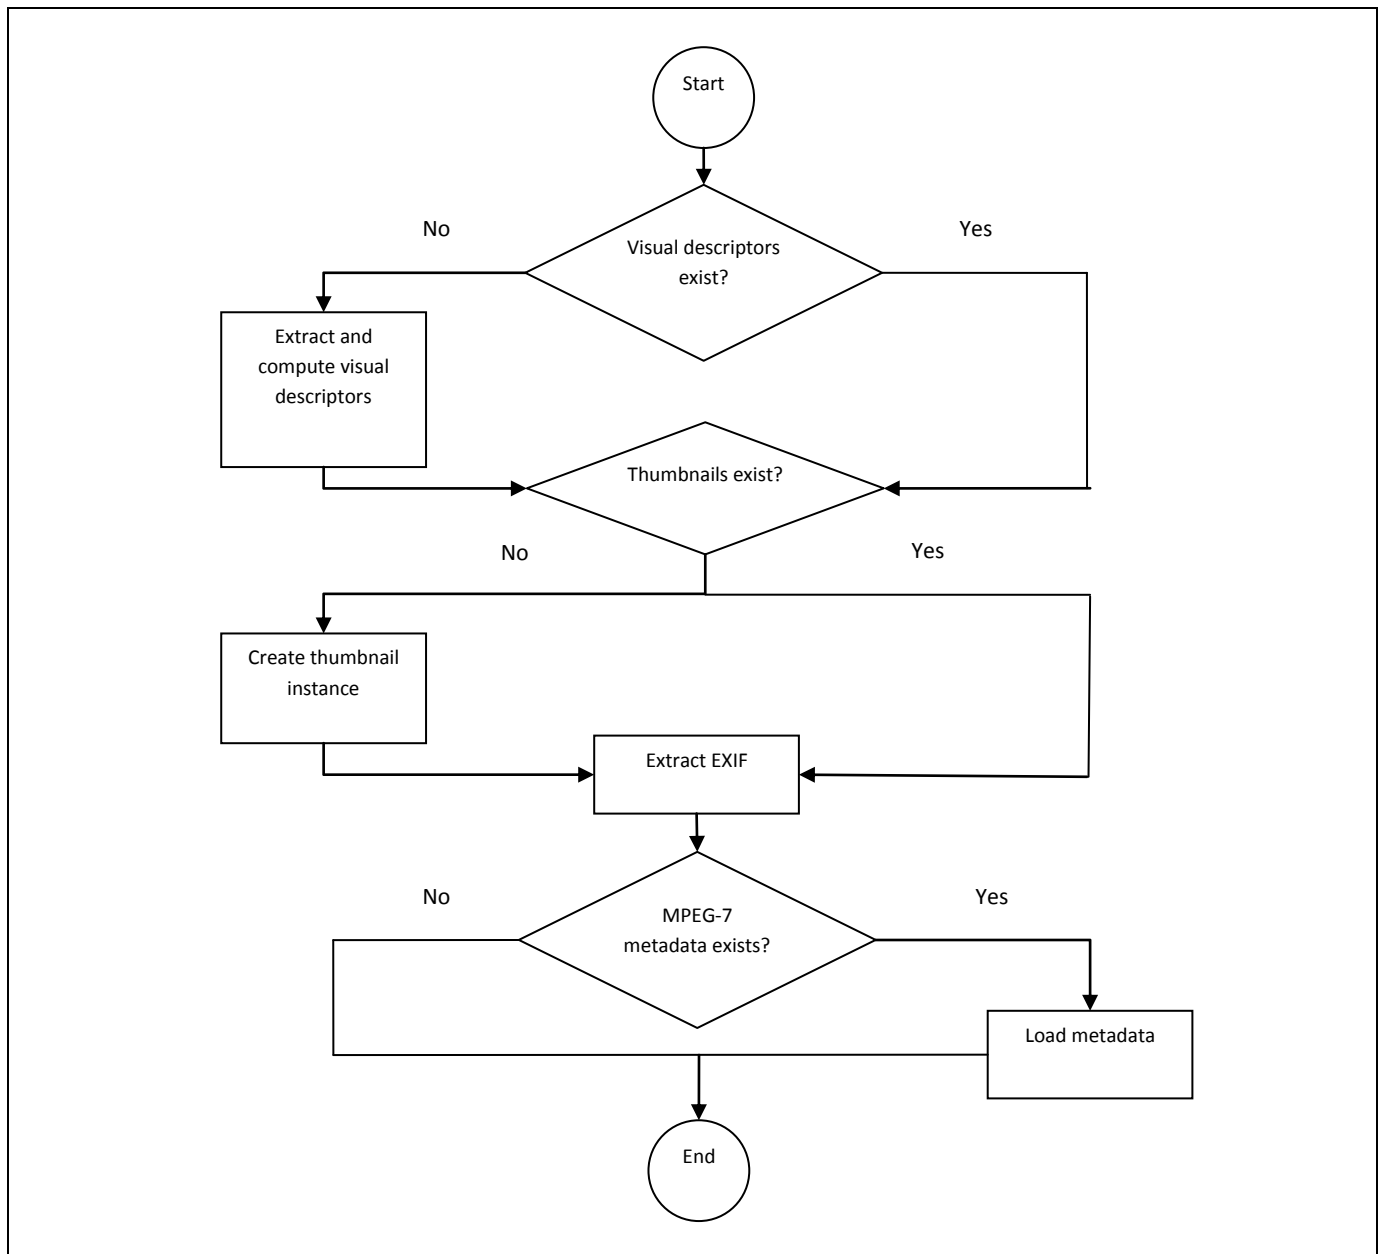 Start
No
Yes
Visual descriptors
exist?
Extract and
compute visual
descriptors
Thumbnails exist?
No
Yes
Create thumbnail
instance
Extract EXIF
No
Yes
MPEG-7
metadata exists?
Load metadata
End